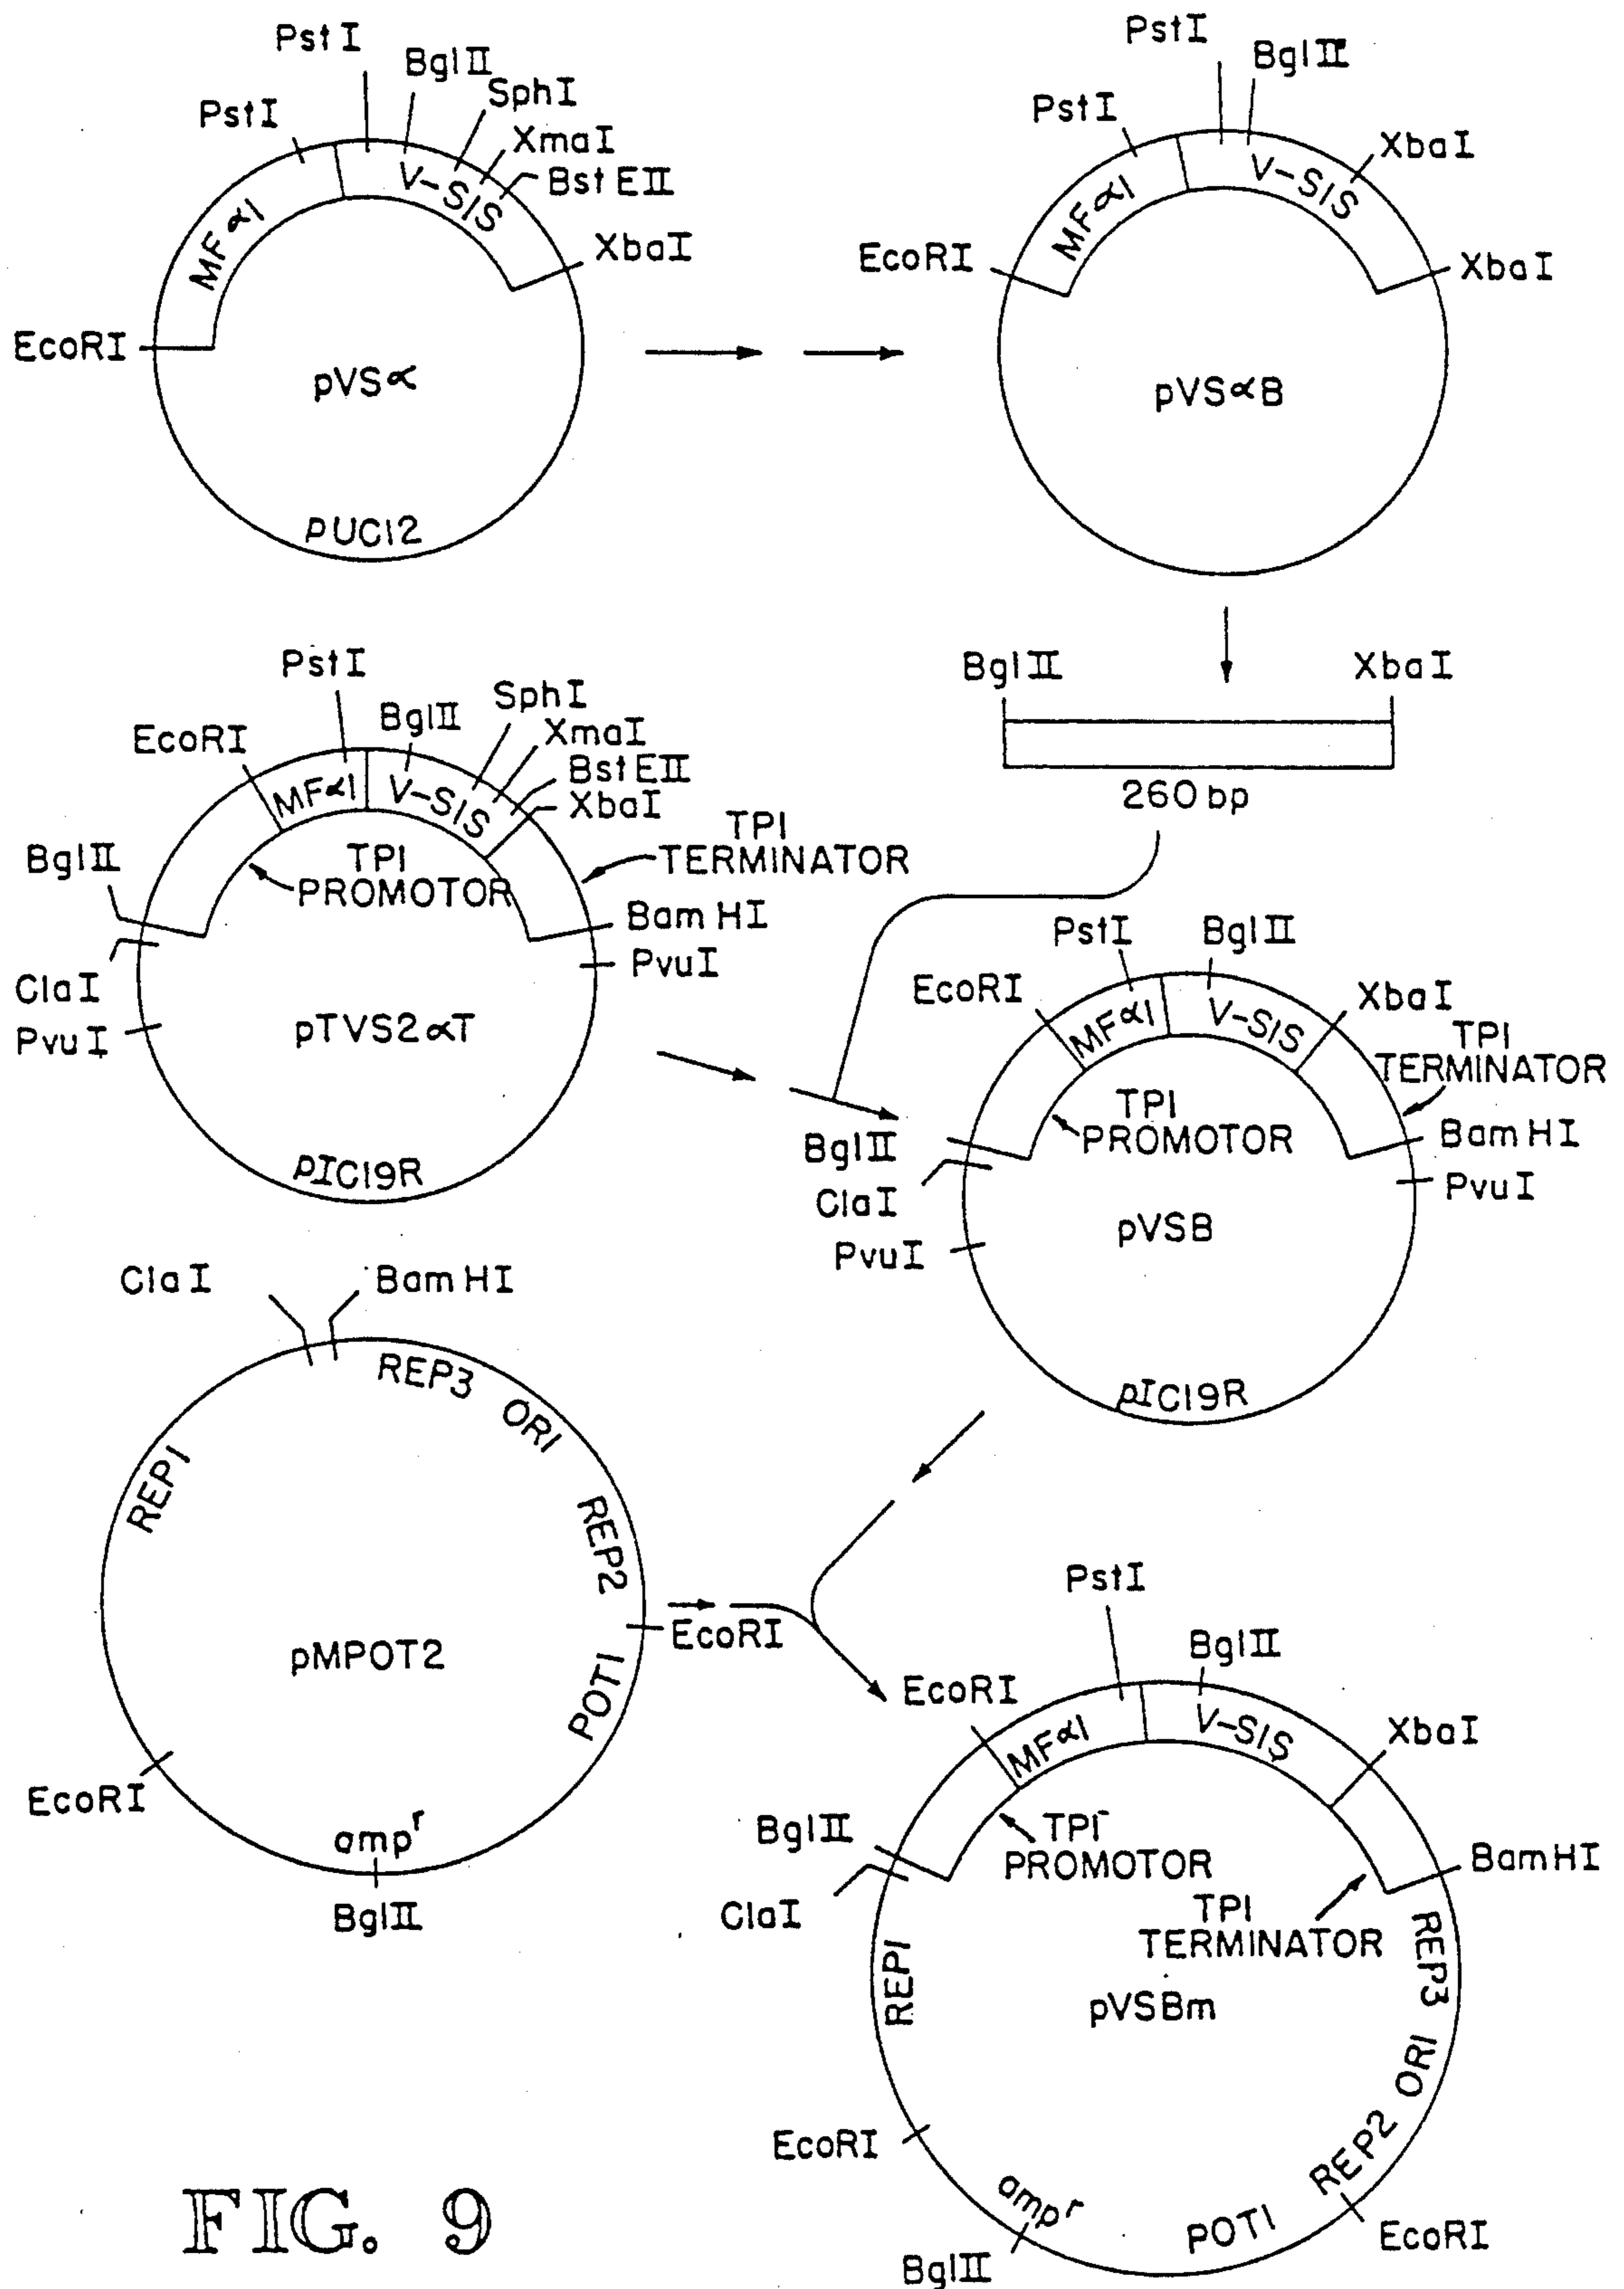 PstI
BglII
SphI
PstI
XmaI
BstEII
MFα1
V-SIS
XbaI
EcoRI
pVSα
pUC12
PstI
BglII
PstI
XbaI
MFα1
V-SIS
EcoRI
XbaI
pVSαB
BglII
XbaI
260 bp
PstI
SphI
BglII
EcoRI
XmaI
BstEII
MFα1
V-SIS
XbaI
TPI
TERMINATOR
BglII
TPI
PROMOTOR
BamHI
ClaI
PvuI
PvuI
pTVS2αT
pIC19R
PstI
BglII
EcoRI
XbaI
MFα1
V-SIS
TPI
TERMINATOR
TPI
PROMOTOR
BglII
BamHI
ClaI
PvuI
PvuI
pVSB
pIC19R
ClaI
BamHI
REP3
ORI
REP1
REP2
EcoRI
pMPOT2
POT1
EcoRI
amp^r
BglII
PstI
BglII
EcoRI
MFα1
V-SIS
XbaI
BglII
TPI
PROMOTOR
BamHI
ClaI
TPI
TERMINATOR
REP1
REP3
pVSBm
ORI
EcoRI
REP2
amp^r
POT1
EcoRI
BglII
FIG. 9